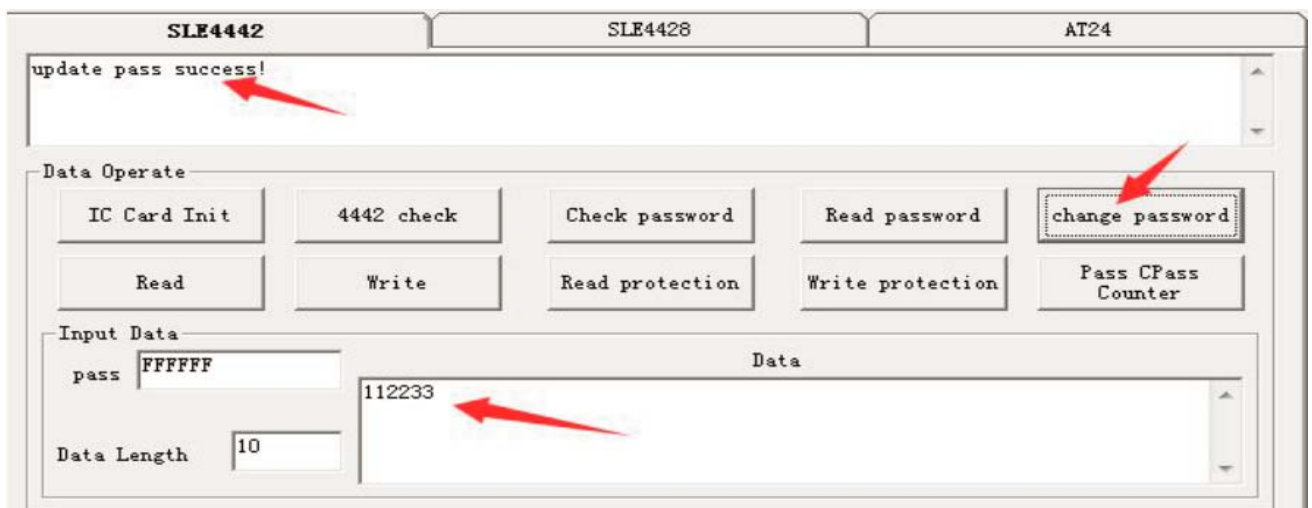 SLE4442 SLE4428 AT24
update pass success!
Data Operate
IC Card Init 4442 check Check password Read password change password
Read Write Read protection Write protection Pass CPass Counter
Input Data
pass FFFFFF
Data
112233
Data Length 10